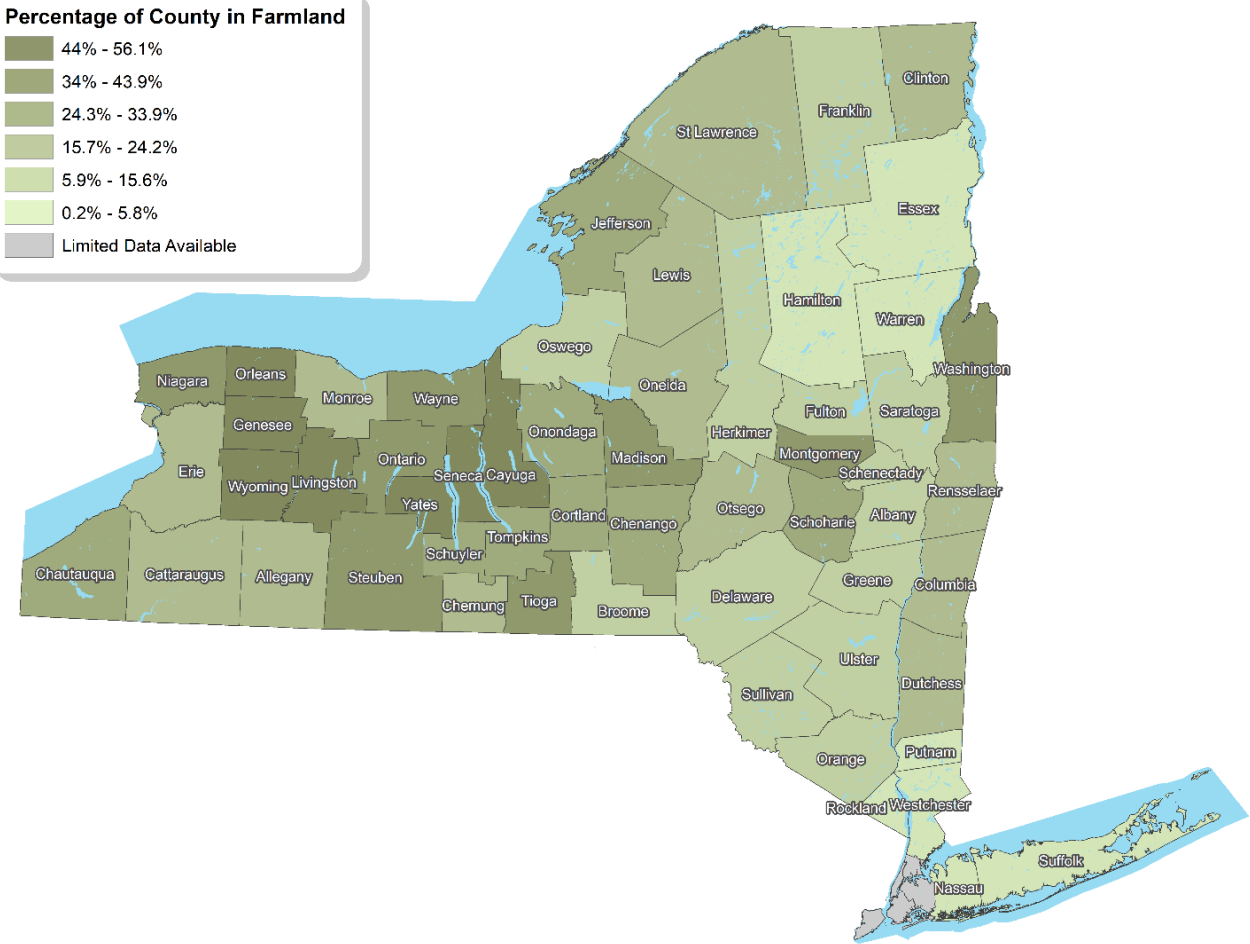 Percentage of County in Farmland
44% - 56.1%
34% - 43.9%
24.3% - 33.9%
15.7% - 24.2%
5.9% - 15.6%
0.2% - 5.8%
Limited Data Available
Clinton
Franklin
St Lawrence
Essex
Jefferson
Lewis
Hamilton
Warren
Oswego
Washington
Niagara
Orleans
Oneida
Monroe
Wayne
Fulton
Saratoga
Genesee
Onondaga
Herkimer
Montgomery
Ontario
Madison
Erie
Schenectady
Wyoming
Livingston
Seneca
Cayuga
Rensselaer
Yates
Otsego
Cortland
Albany
Chenango
Schoharie
Tompkins
Schuyler
Chautauqua
Cattaraugus
Allegany
Steuben
Greene
Columbia
Chemung
Tioga
Broome
Delaware
Ulster
Dutchess
Sullivan
Putnam
Orange
Rockland
Westchester
Suffolk
Nassau